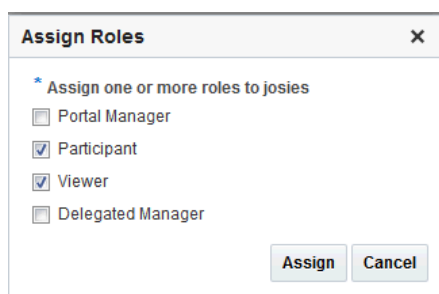 Assign Roles
* Assign one or more roles to josies
Portal Manager
Participant
Viewer
Delegated Manager
Assign Cancel